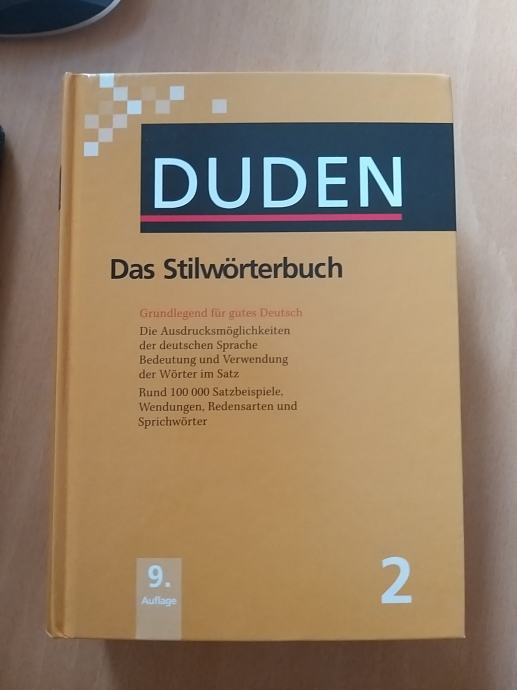 DUDEN
Das Stilwörterbuch
Grundlegend für gutes Deutsch
Die Ausdrucksmöglichkeiten
der deutschen Sprache
Bedeutung und Verwendung
der Wörter im Satz
Rund 100 000 Satzbeispiele,
Wendungen, Redensarten und
Sprichwörter
9.
Auflage
2